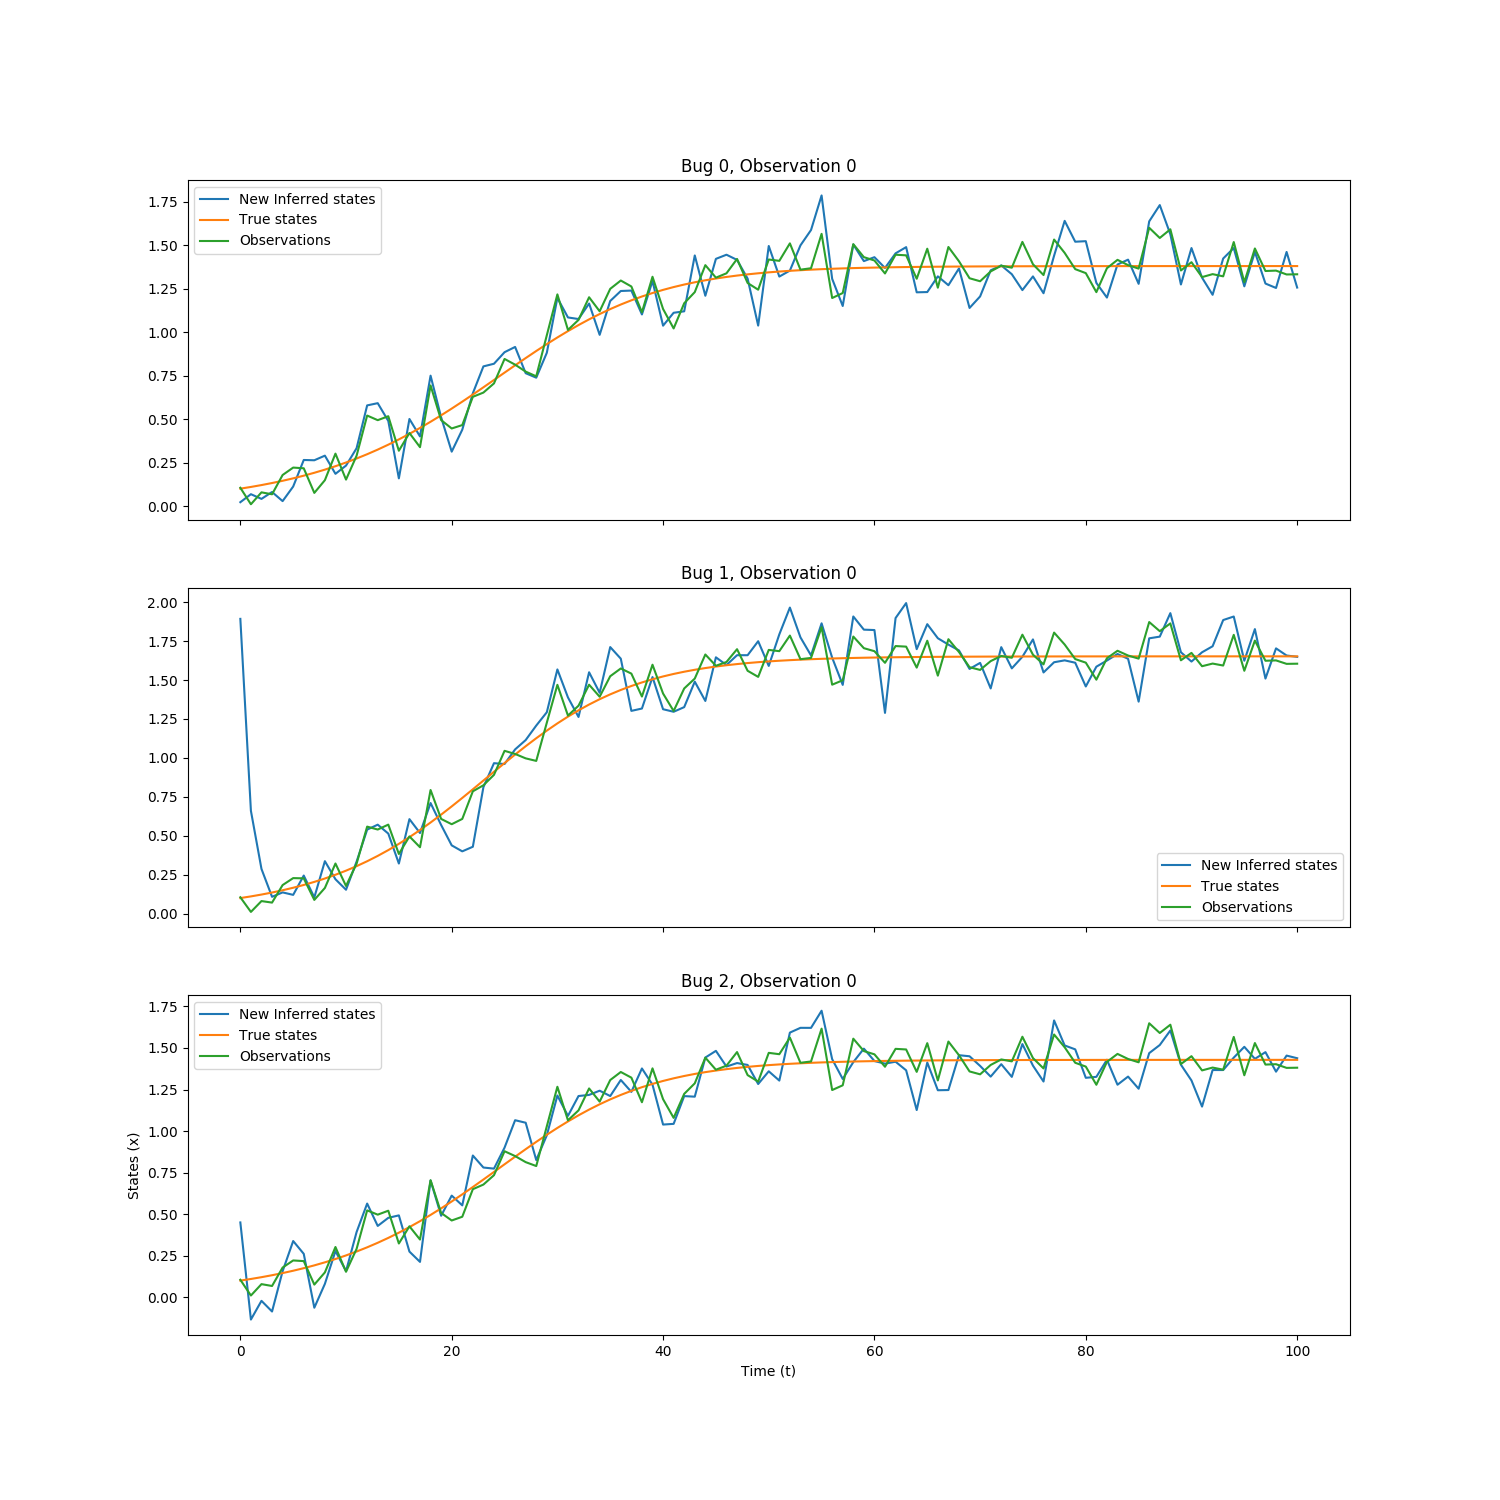 Bug 0, Observation 0
1.75
1.50
1.25
1.00
0.75
0.50
0.25
0.00
New Inferred states
True states
Observations
Bug 1, Observation 0
2.00
1.75
1.50
1.25
1.00
0.75
0.50
0.25
0.00
New Inferred states
True states
Observations
Bug 2, Observation 0
1.75
1.50
1.25
1.00
0.75
0.50
0.25
0.00
New Inferred states
True states
Observations
States (x)
0 20 40 60 80 100
Time (t)